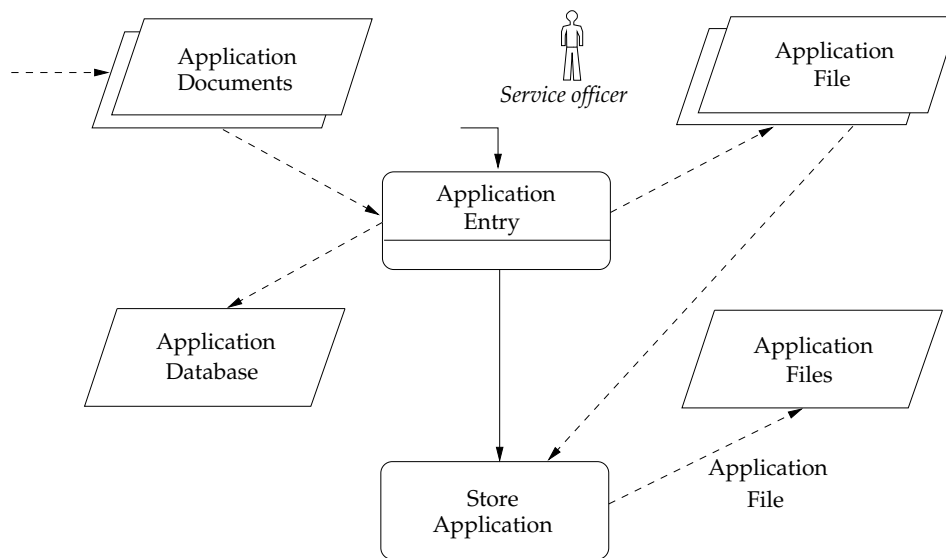 Application
Documents
Service officer
Application
File
Application
Entry
Application
Database
Application
Files
Store
Application
Application
File